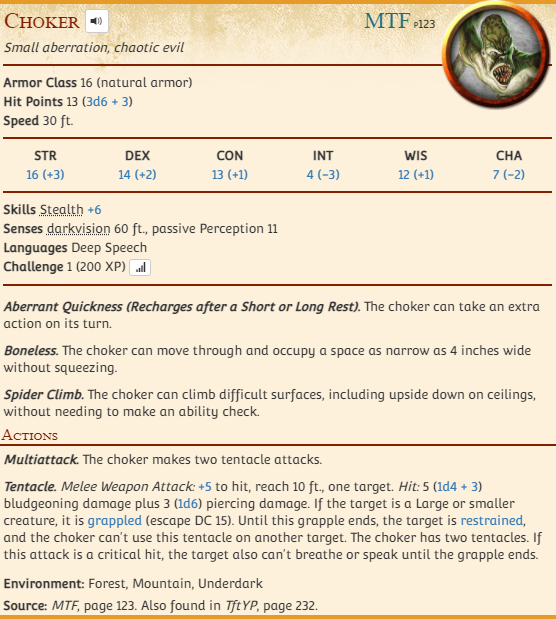 Choker MTF P123
Small aberration, chaotic evil
Armor Class 16 (natural armor)
Hit Points 13 (3d6 + 3)
Speed 30 ft.
STR DEX CON INT WIS CHA
16 (+3) 14 (+2) 13 (+1) 4 (−3) 12 (+1) 7 (−2)
Skills Stealth +6
Senses darkvision 60 ft., passive Perception 11
Languages Deep Speech
Challenge 1 (200 XP)
Aberrant Quickness (Recharges after a Short or Long Rest). The choker can take an extra
action on its turn.
Boneless. The choker can move through and occupy a space as narrow as 4 inches wide
without squeezing.
Spider Climb. The choker can climb difficult surfaces, including upside down on ceilings,
without needing to make an ability check.
Actions
Multiattack. The choker makes two tentacle attacks.
Tentacle. Melee Weapon Attack: +5 to hit, reach 10 ft., one target. Hit: 5 (1d4 + 3)
bludgeoning damage plus 3 (1d6) piercing damage. If the target is a Large or smaller
creature, it is grappled (escape DC 15). Until this grapple ends, the target is restrained,
and the choker can't use this tentacle on another target. The choker has two tentacles. If
this attack is a critical hit, the target also can't breathe or speak until the grapple ends.
Environment: Forest, Mountain, Underdark
Source: MTF, page 123. Also found in TftYP, page 232.